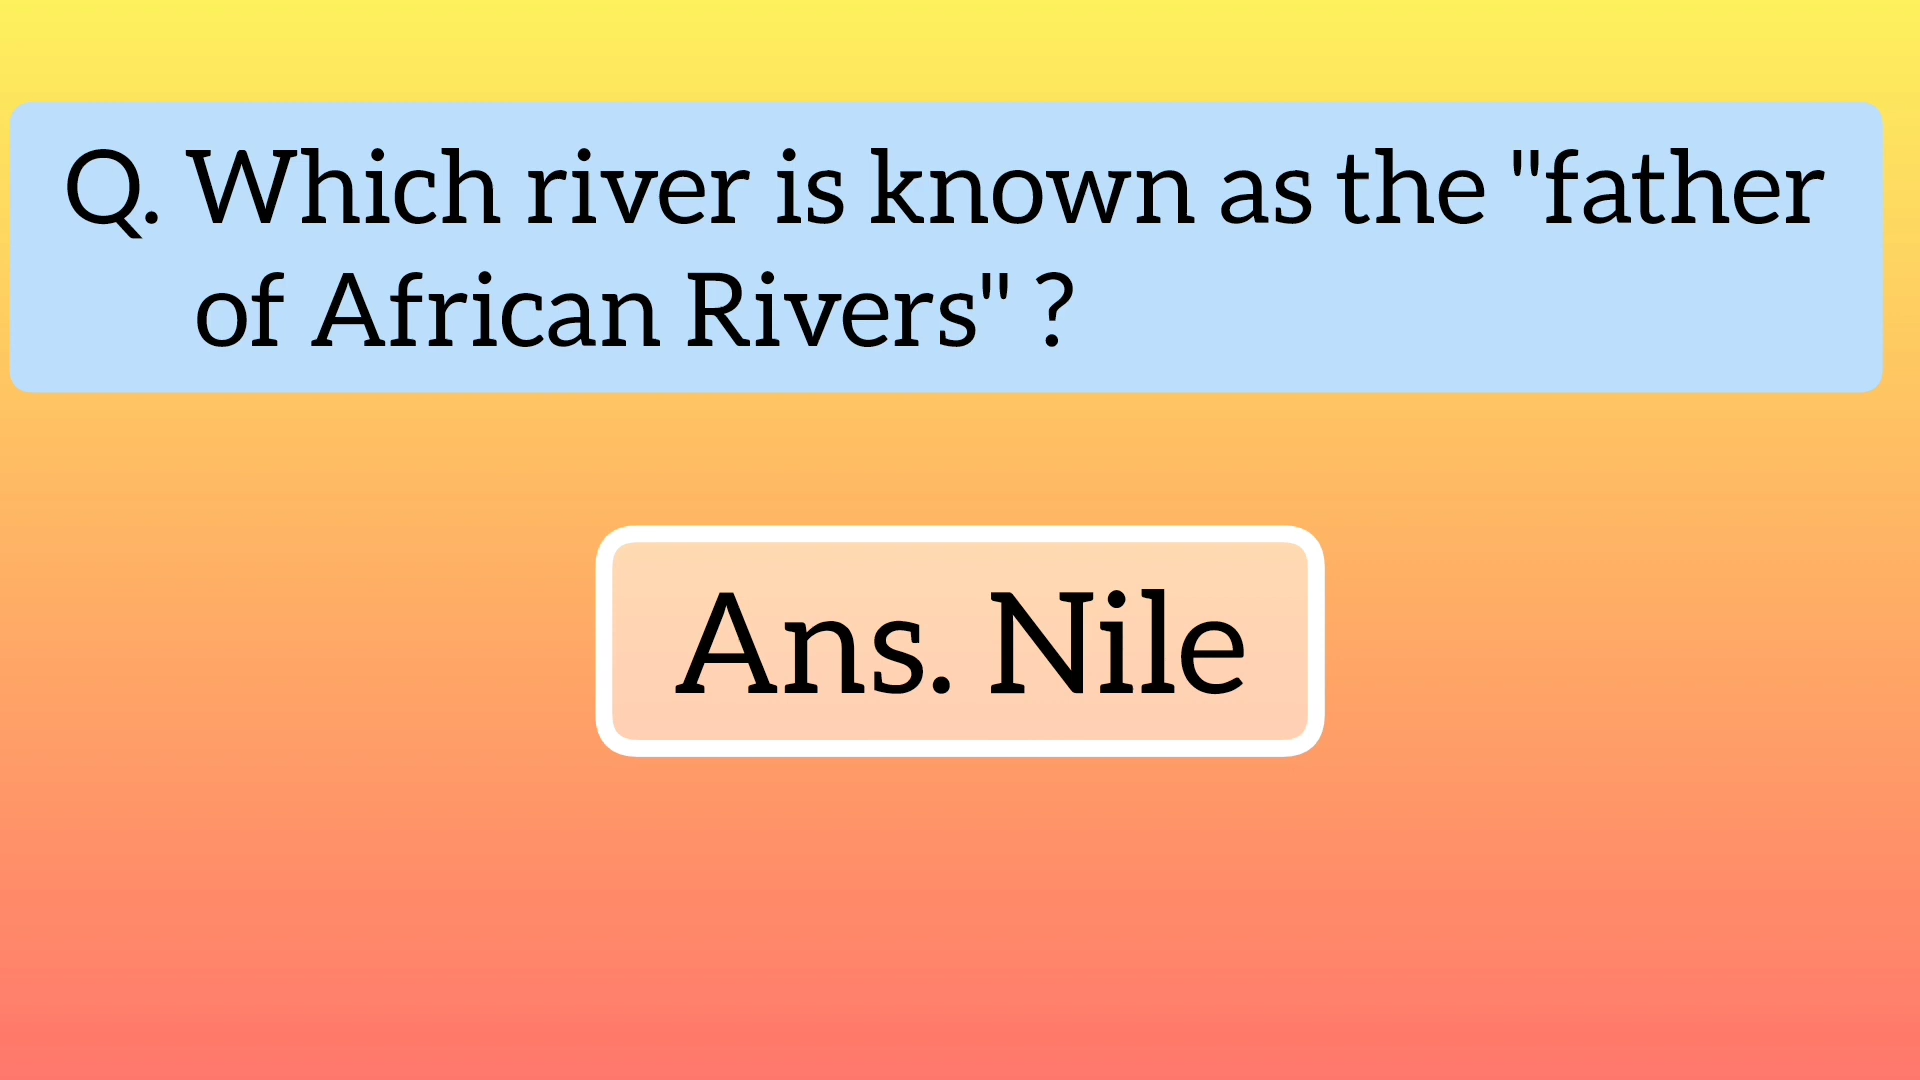 Q. Which river is known as the "father
of African Rivers" ?
Ans. Nile